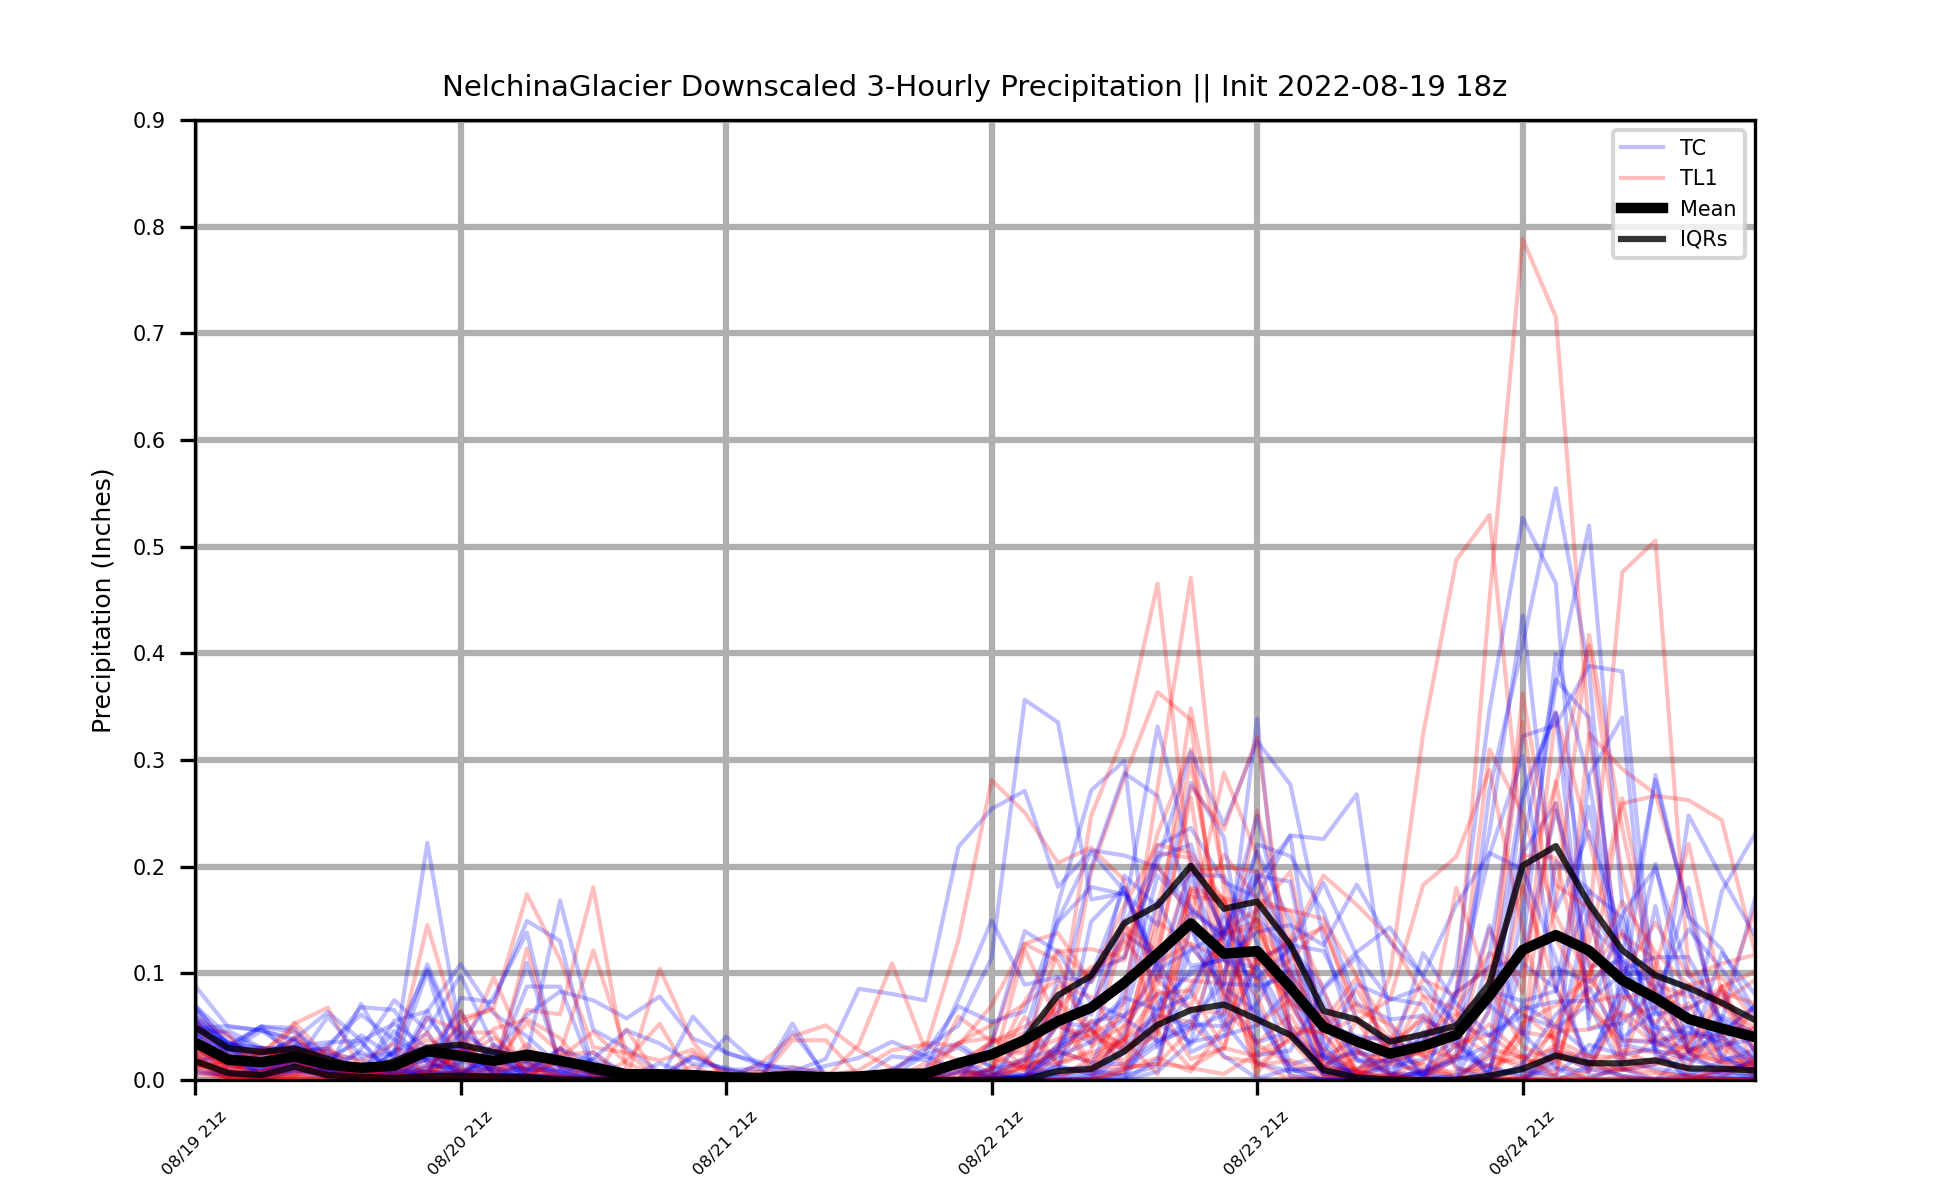 NelchinaGlacier Downscaled 3-Hourly Precipitation || Init 2022-08-19 18z
TC
TL1
Mean
IQRs
Precipitation (Inches)
0.9
0.8
0.7
0.6
0.5
0.4
0.3
0.2
0.1
0.0
08/19 21z
08/20 21z
08/21 21z
08/22 21z
08/23 21z
08/24 21z